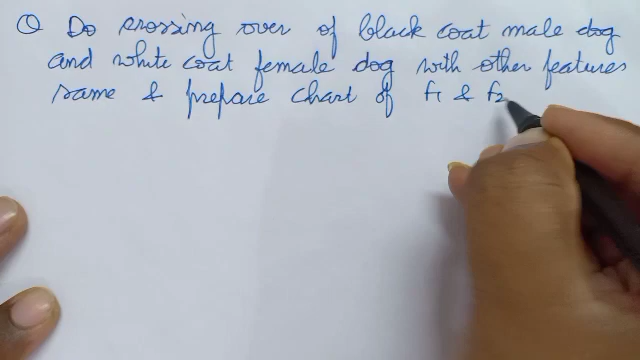 Q Do crossing over of black coat male dog
and white coat female dog with other features
same & prepare chart of f1 & f2